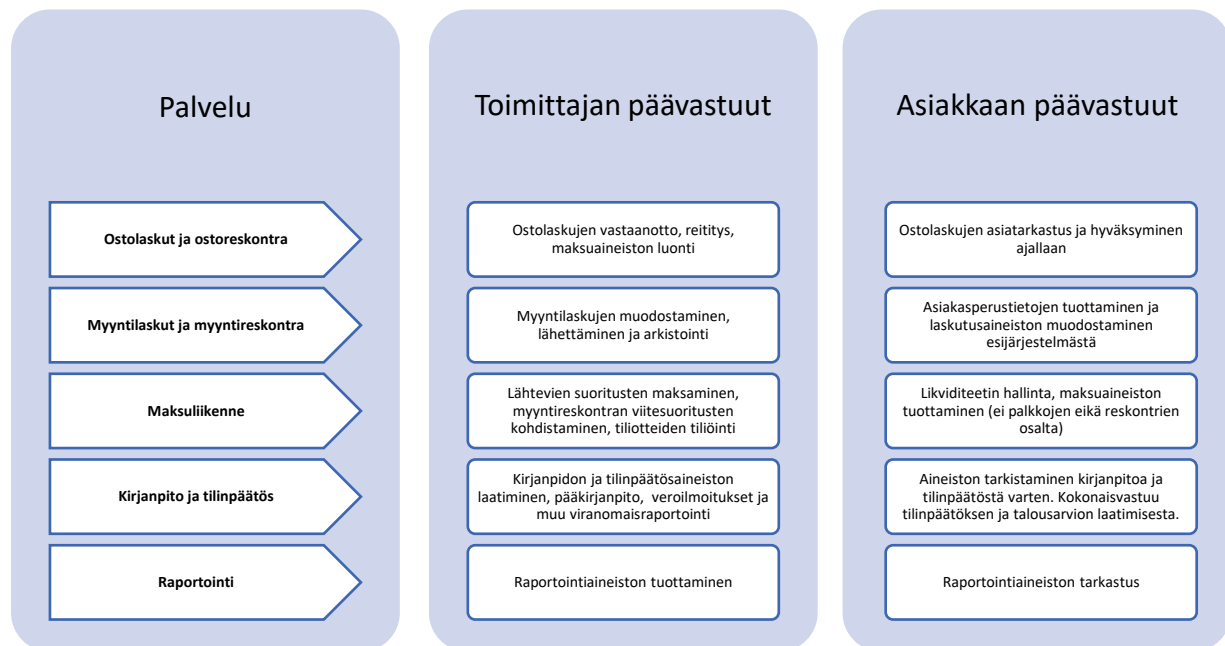 Palvelu
Toimittajan päävastuut
Asiakkaan päävastuut
Ostolaskut ja ostoreskontra
Ostolaskujen vastaanotto, reititys,
maksuaineiston luonti
Ostolaskujen asiatarkastus ja hyväksyminen
ajallaan
Myyntilaskut ja myyntireskontra
Myyntilaskujen muodostaminen,
lähettäminen ja arkistointi
Asiakasperustietojen tuottaminen ja
laskutusaineiston muodostaminen
esijärjestelmästä
Maksuliikenne
Lähtevien suoritusten maksaminen,
myyntireskontran viitesuoritusten
kohdistaminen, tiliotteiden tiliöinti
Likviditeetin hallinta, maksuaineiston
tuottaminen (ei palkkojen eikä reskontrien
osalta)
Kirjanpito ja tilinpäätös
Kirjanpidon ja tilinpäätösaineiston
laatiminen, pääkirjanpito, veroilmoitukset ja
muu viranomaisraportointi
Aineiston tarkistaminen kirjanpitoa ja
tilinpäätöstä varten. Kokonaisvastuu
tilinpäätöksen ja talousarvion laatimisesta.
Raportointi
Raportointiaineiston tuottaminen
Raportointiaineiston tarkastus